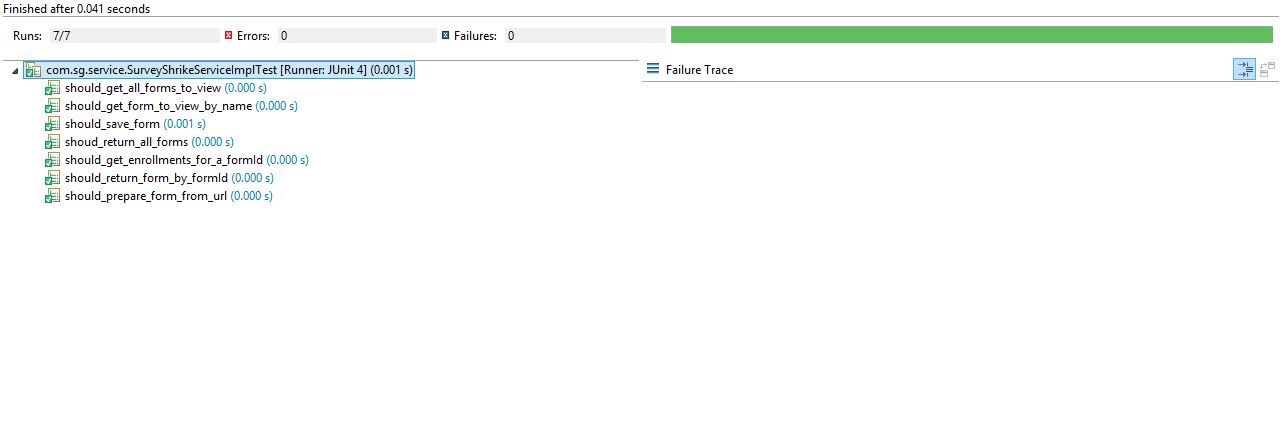 Finished after 0.041 seconds
Runs: 7/7 Errors: 0 Failures: 0
com.sg.service.SurveyShrikeServiceImplTest [Runner: JUnit 4] (0.001 s)
Failure Trace
should_get_all_forms_to_view (0.000 s)
should_get_form_to_view_by_name (0.000 s)
should_save_form (0.001 s)
shoud_return_all_forms (0.000 s)
should_get_enrollments_for_a_formId (0.000 s)
should_return_form_by_formId (0.000 s)
should_prepare_form_from_url (0.000 s)